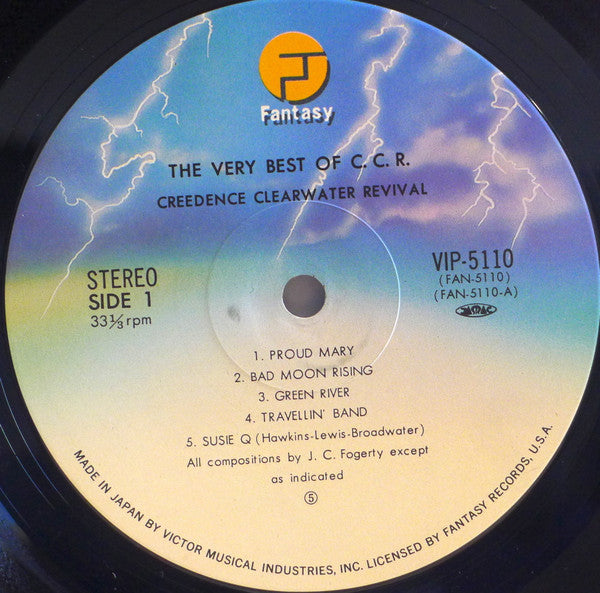 Fantasy
THE VERY BEST OF C. C. R.
CREEDENCE CLEARWATER REVIVAL
STEREO
SIDE 1
33⅓rpm
VIP-5110
(FAN-5110)
(FAN-5110-A)
1. PROUD MARY
2. BAD MOON RISING
3. GREEN RIVER
4. TRAVELLIN' BAND
5. SUSIE Q (Hawkins-Lewis-Broadwater)
All compositions by J. C. Fogerty except
as indicated
⑤
MADE IN JAPAN BY VICTOR MUSICAL INDUSTRIES, INC. LICENSED BY FANTASY RECORDS, U.S.A.